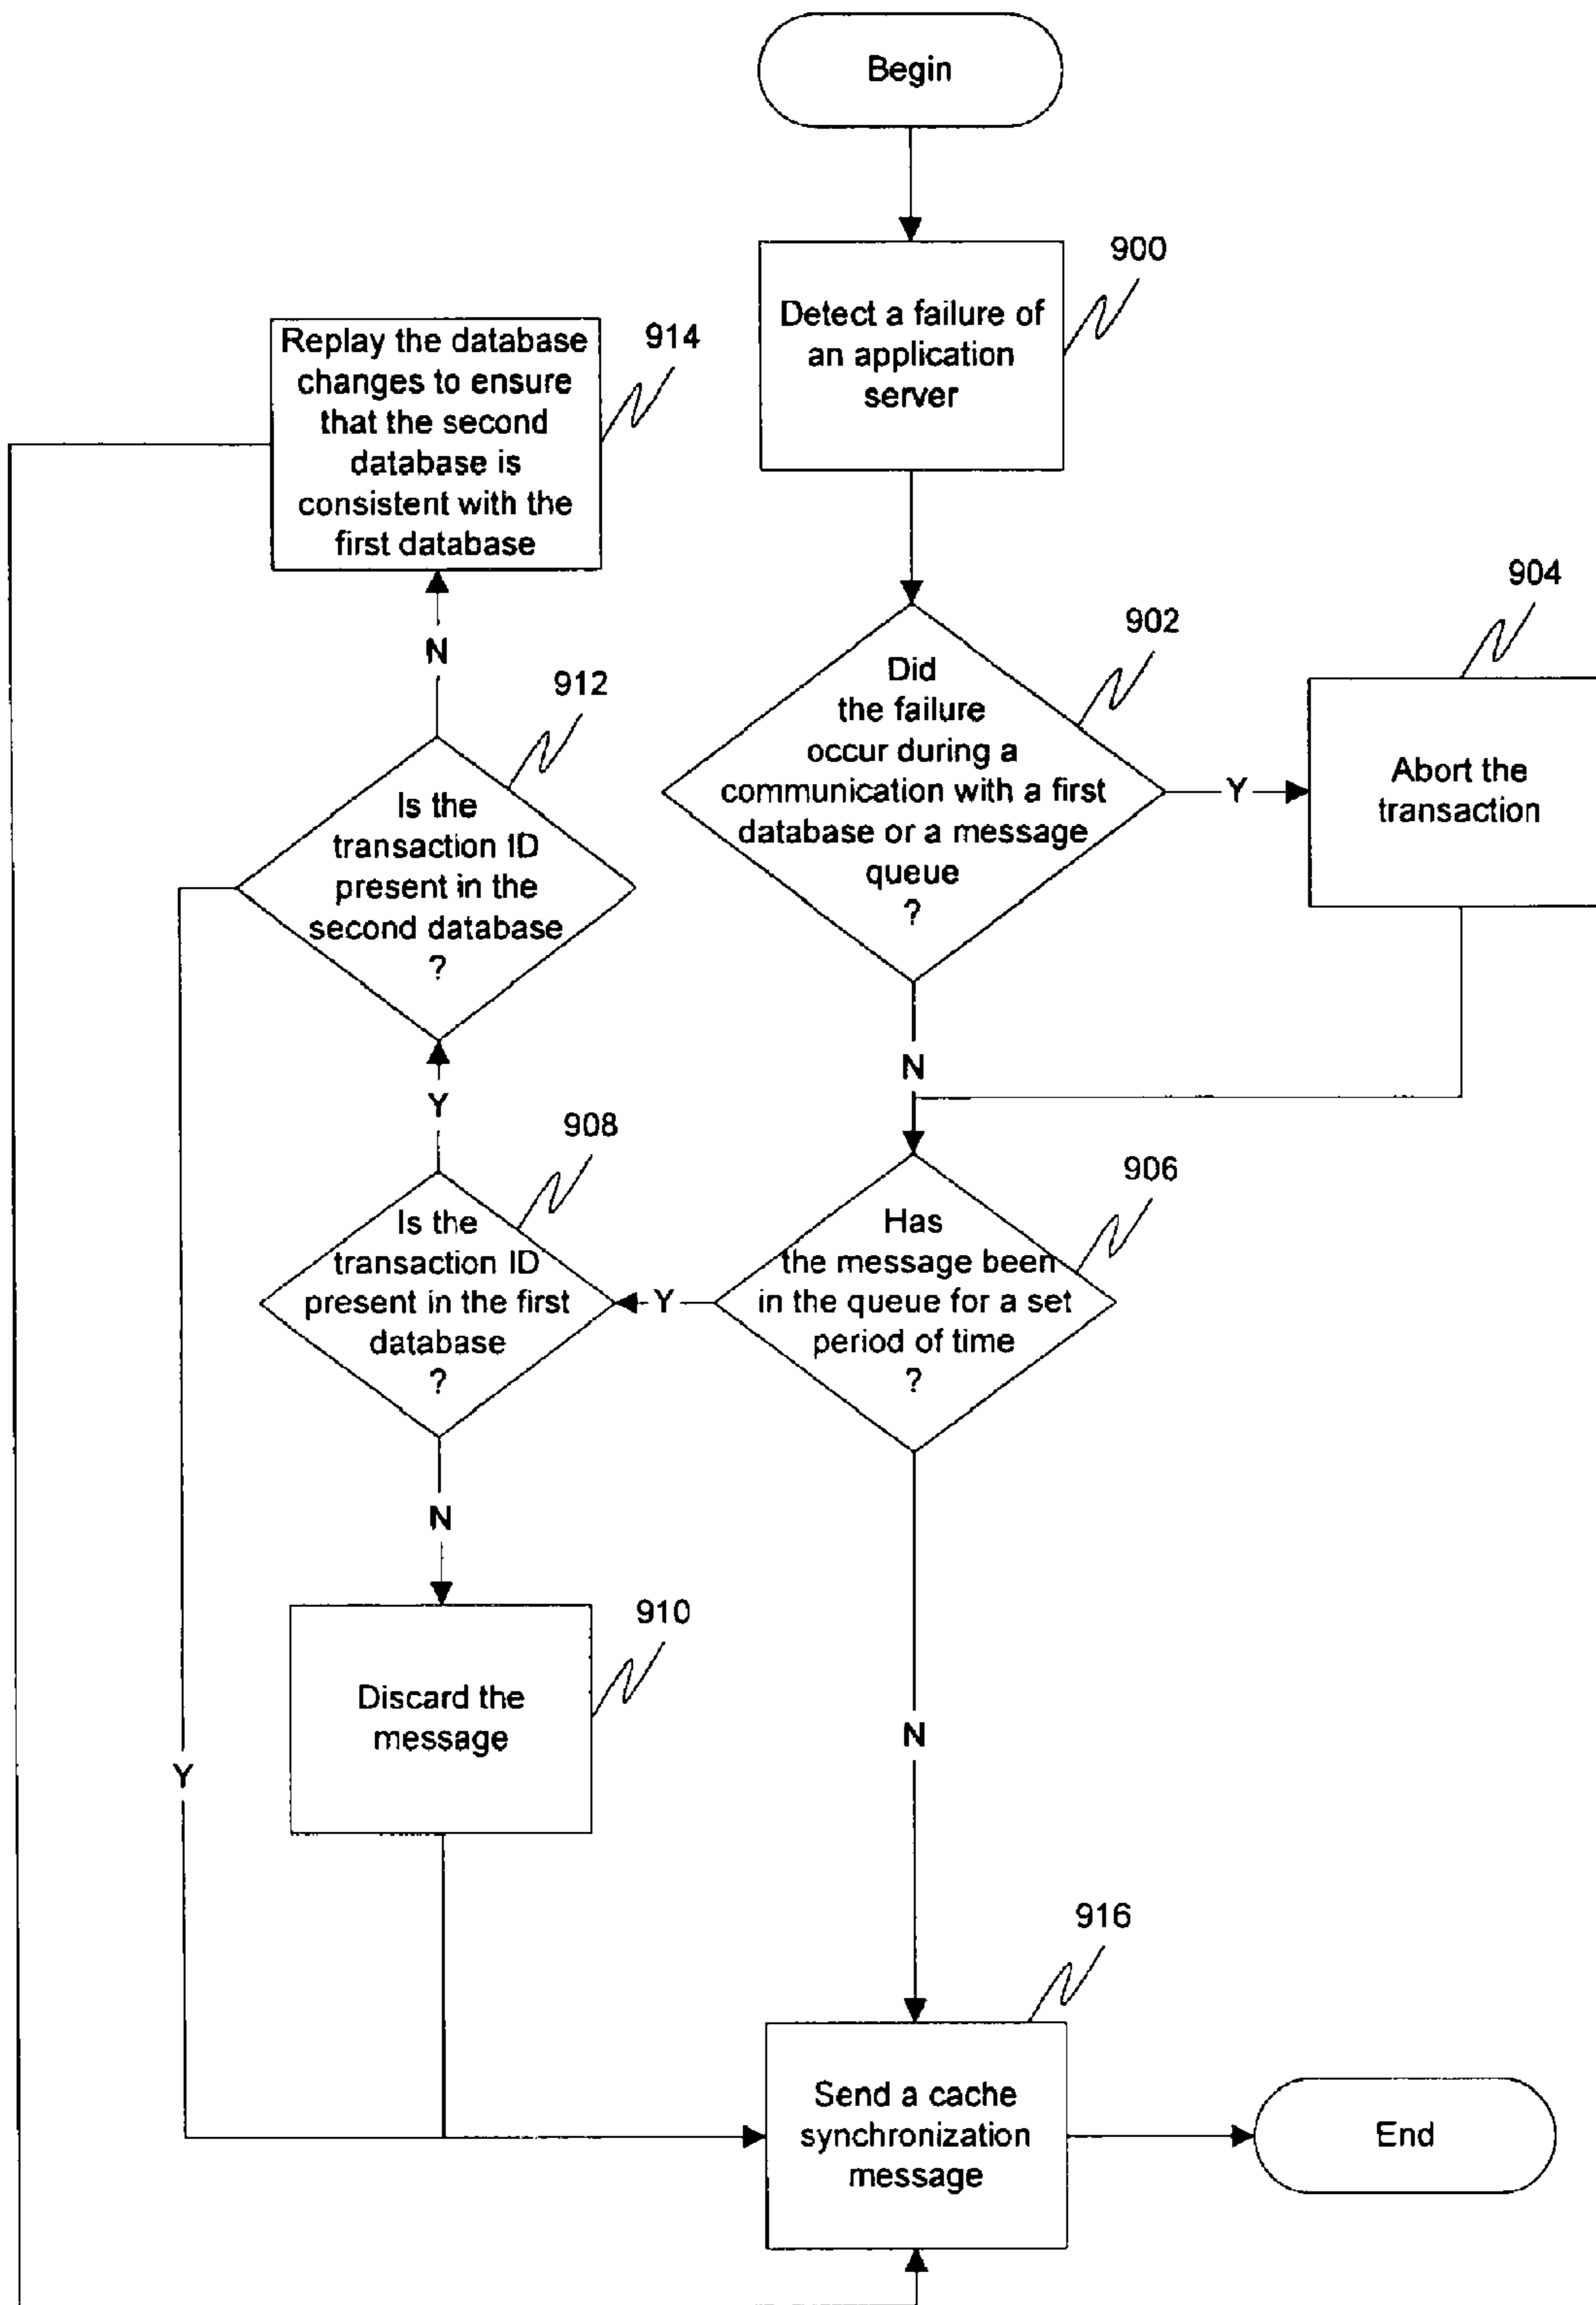 Begin
900
Detect a failure of
an application
server
914
Replay the database
changes to ensure
that the second
database is
consistent with the
first database
904
Abort the
transaction
902
Did
the failure
occur during a
communication with a first
database or a message
queue
?
Y
N
N
912
Is the
transaction ID
present in the
second database
?
Y
908
Is the
transaction ID
present in the first
database
?
Y
906
Has
the message been
in the queue for a set
period of time
?
N
910
Discard the
message
N
Y
916
Send a cache
synchronization
message
End